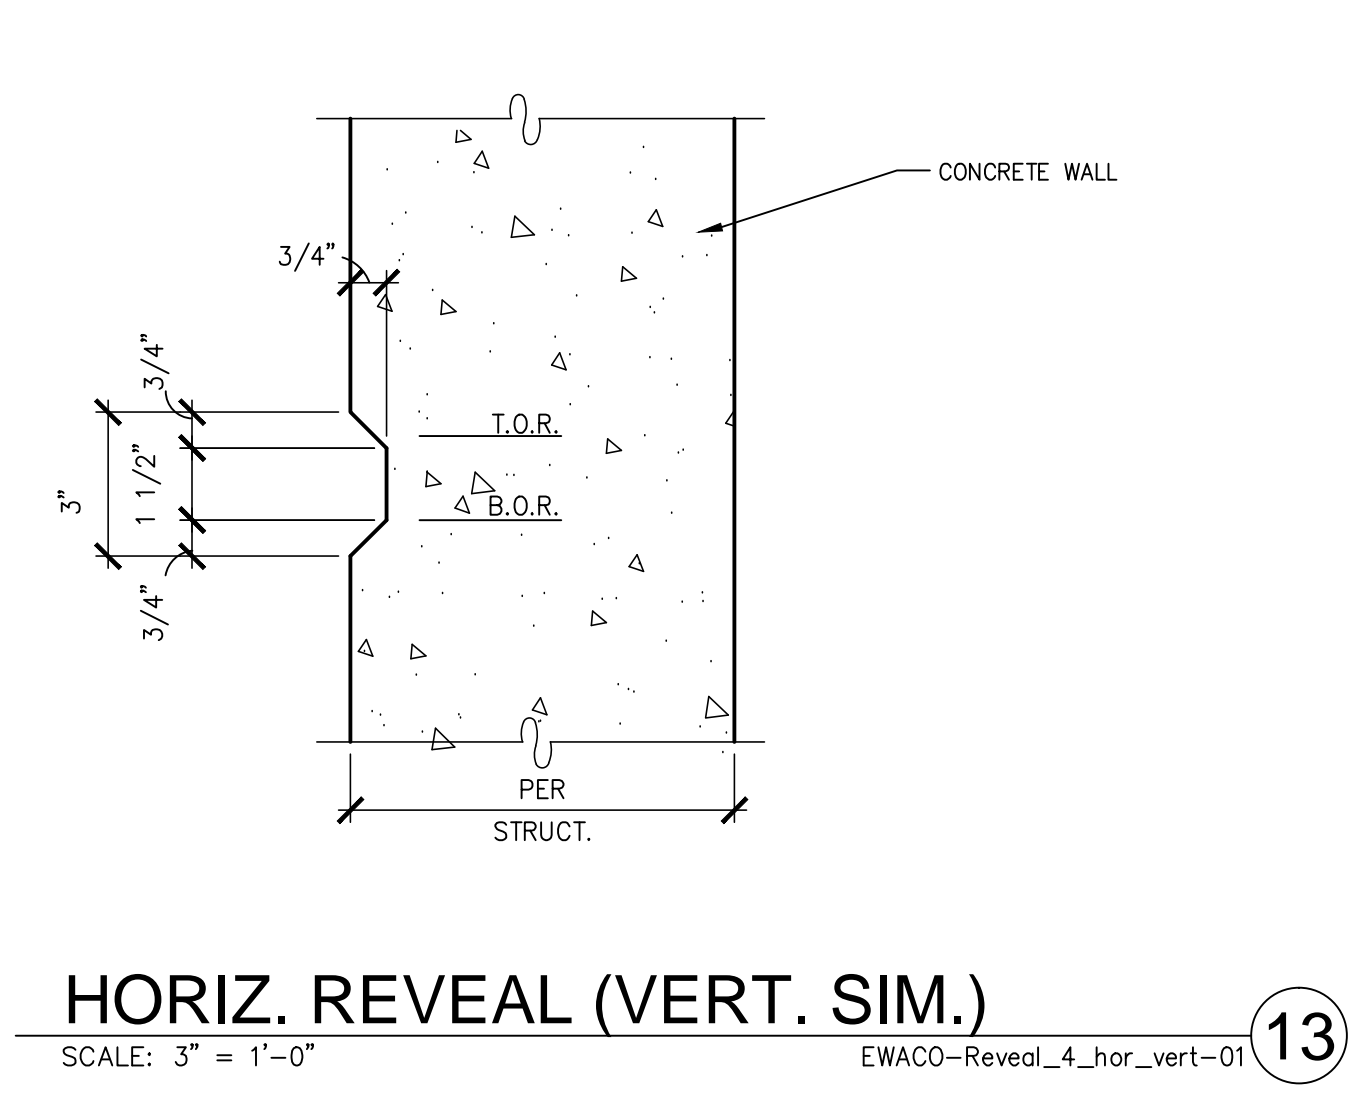 CONCRETE WALL
3/4"
3/4"
T.O.R.
1 1/2"
3"
B.O.R.
3/4"
PER
STRUCT.
HORIZ. REVEAL (VERT. SIM.)
13
SCALE: 3" = 1'-0"
EWACO-Reveal_4_hor_vert-01